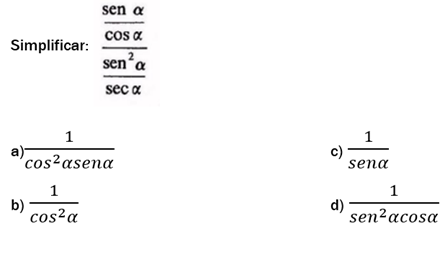 sen α
cos α
Simplificar:
sen²α
sec α
a) 1
cos²αsenα
c) 1
senα
b) 1
cos²α
d) 1
sen²αcosα